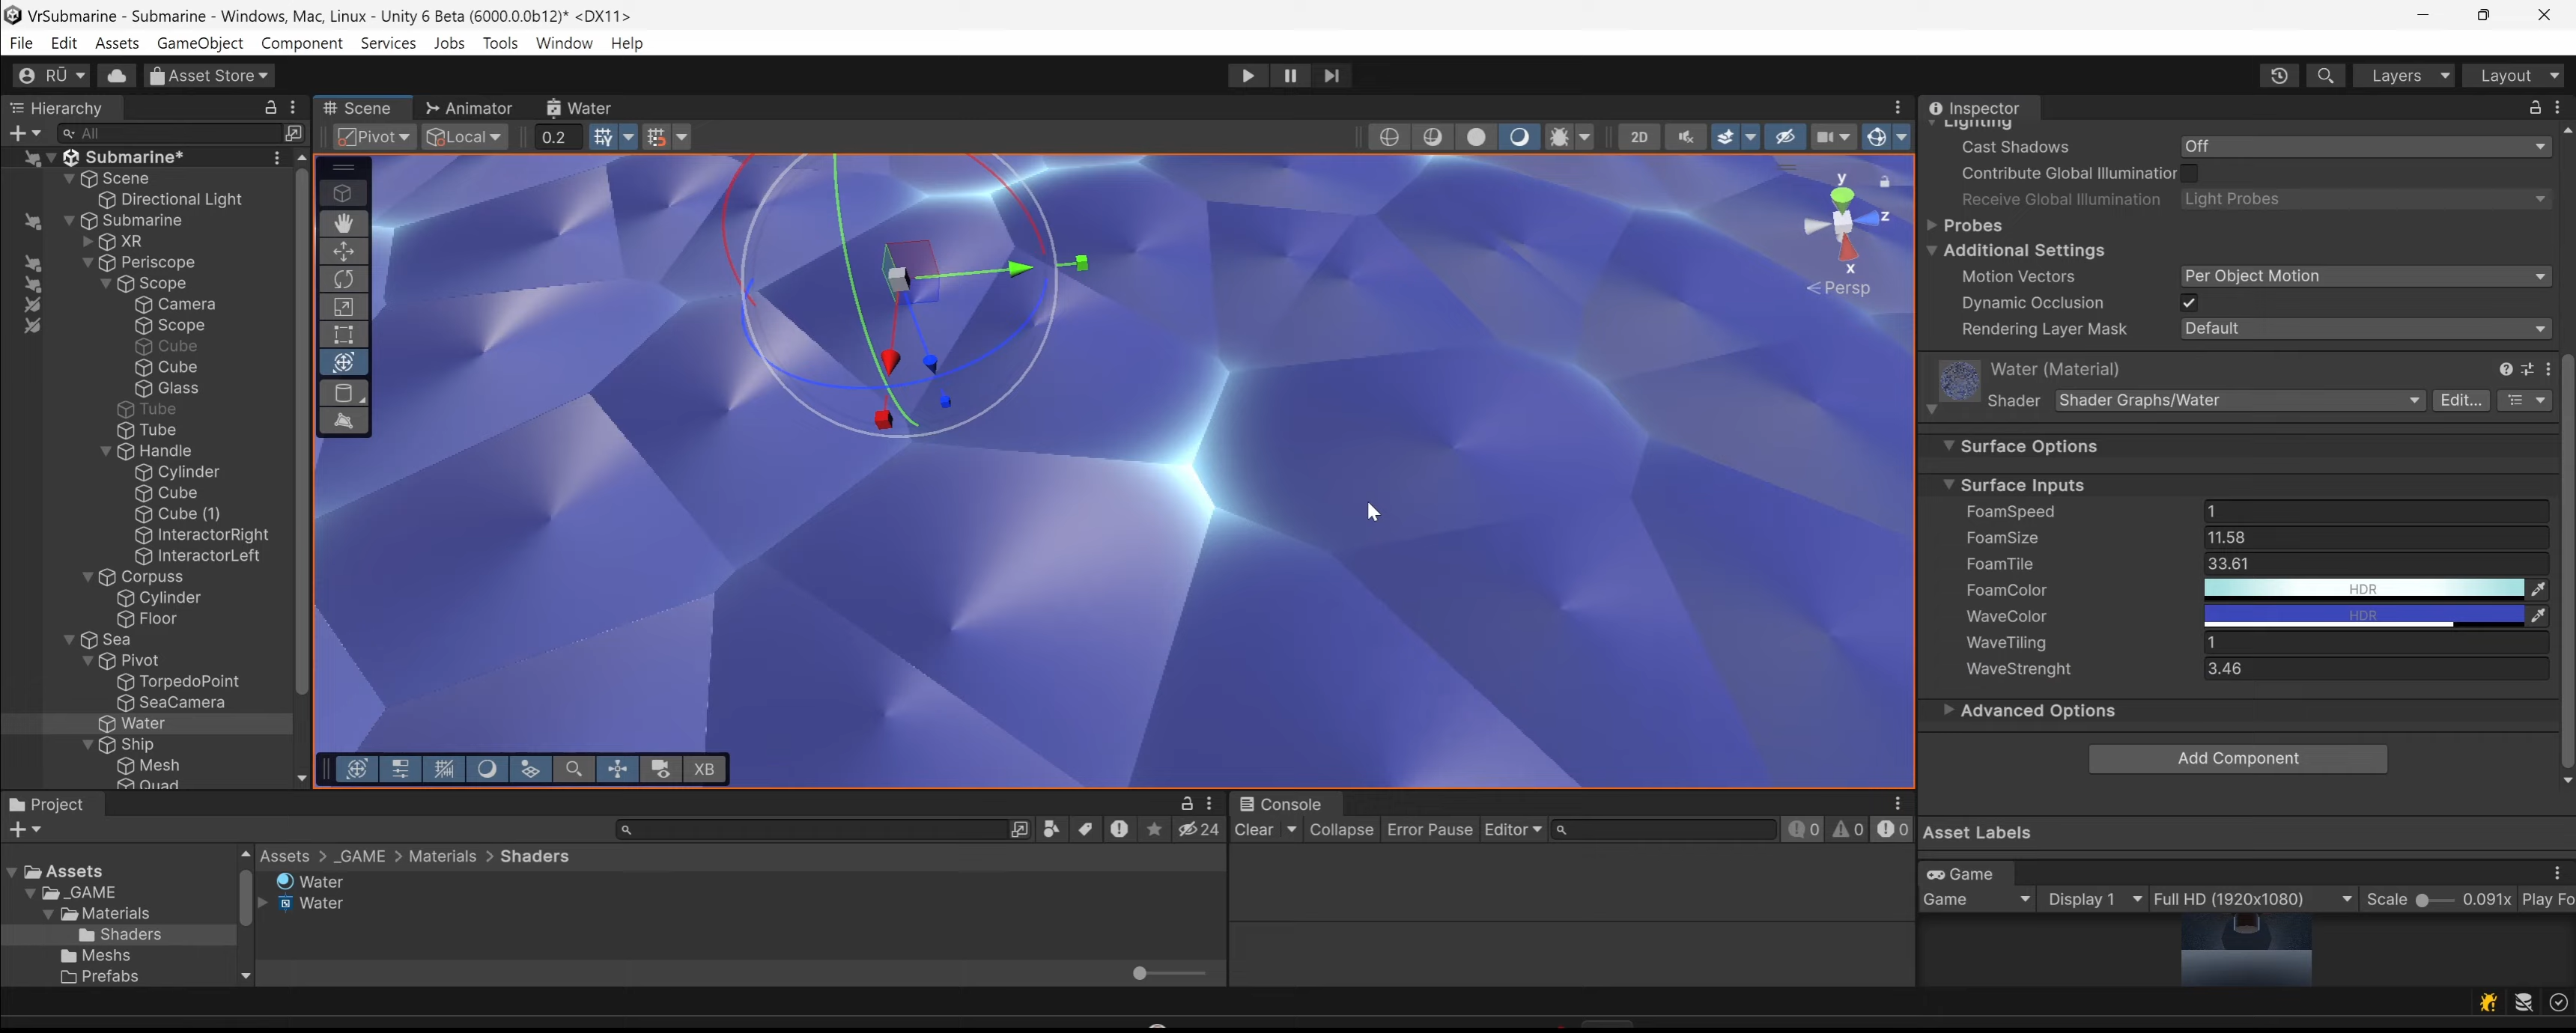 VrSubmarine - Submarine - Windows, Mac, Linux - Unity 6 Beta (6000.0.0b12)* <DX11>
File Edit Assets GameObject Component Services Jobs Tools Window Help
RŪ Asset Store Layers Layout
Hierarchy
All
Submarine*
Scene
Directional Light
Submarine
XR
Periscope
Scope
Camera
Scope
Cube
Cube
Glass
Tube
Tube
Handle
Cylinder
Cube
Cube (1)
InteractorRight
InteractorLeft
Corpuss
Cylinder
Floor
Sea
Pivot
TorpedoPoint
SeaCamera
Water
Ship
Mesh
Quad
Scene Animator Water
Pivot Local 0.2 2D
y
z
x
Persp
XB
Inspector
Lighting
Cast Shadows Off
Contribute Global Illumination
Receive Global Illumination Light Probes
Probes
Additional Settings
Motion Vectors Per Object Motion
Dynamic Occlusion
Rendering Layer Mask Default
Water (Material)
Shader Shader Graphs/Water Edit...
Surface Options
Surface Inputs
FoamSpeed 1
FoamSize 11.58
FoamTile 33.61
FoamColor HDR
WaveColor HDR
WaveTiling 1
WaveStrenght 3.46
Advanced Options
Add Component
Asset Labels
Game
Game Display 1 Full HD (1920x1080) Scale 0.091x Play Fo
Project
24
Assets
_GAME
Materials
Shaders
Meshs
Prefabs
Assets > _GAME > Materials > Shaders
Water
Water
Console
Clear Collapse Error Pause Editor 0 0 0